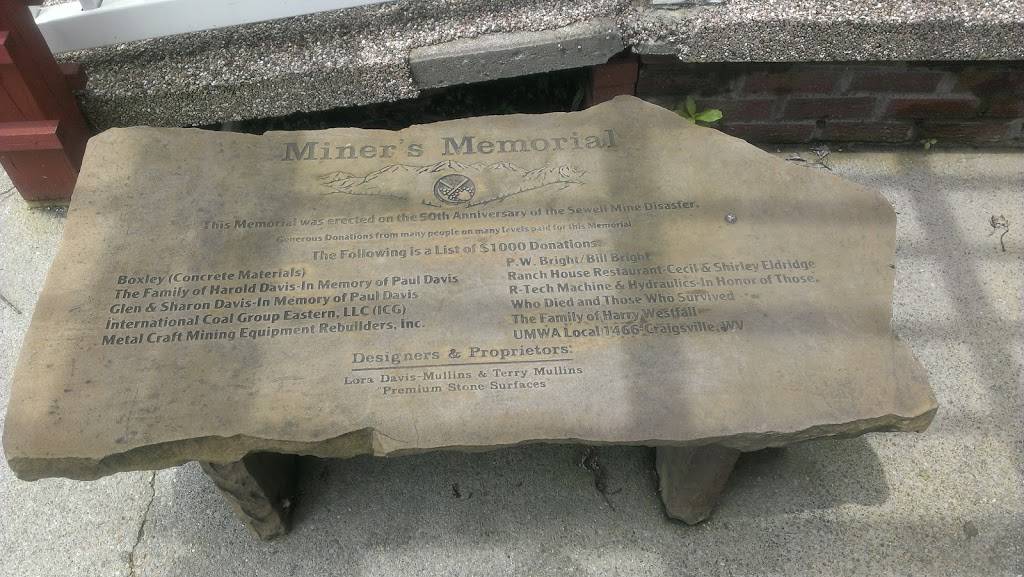 Miner's Memorial
This Memorial was erected on the 50th Anniversary of the Sewell Mine Disaster.
Generous Donations from many people on many levels paid for this Memorial
The Following is a List of $1000 Donations:
Boxley (Concrete Materials)
The Family of Harold Davis-In Memory of Paul Davis
Glen & Sharon Davis-In Memory of Paul Davis
International Coal Group Eastern, LLC (ICG)
Metal Craft Mining Equipment Rebuilders, Inc.
P.W. Bright/Bill Bright
Ranch House Restaurant-Cecil & Shirley Eldridge
R-Tech Machine & Hydraulics-In Honor of Those,
Who Died and Those Who Survived
The Family of Harry Westfall
UMWA Local 1466-Craigsville, WV
Designers & Proprietors:
Lora Davis-Mullins & Terry Mullins
"Premium Stone Surfaces"